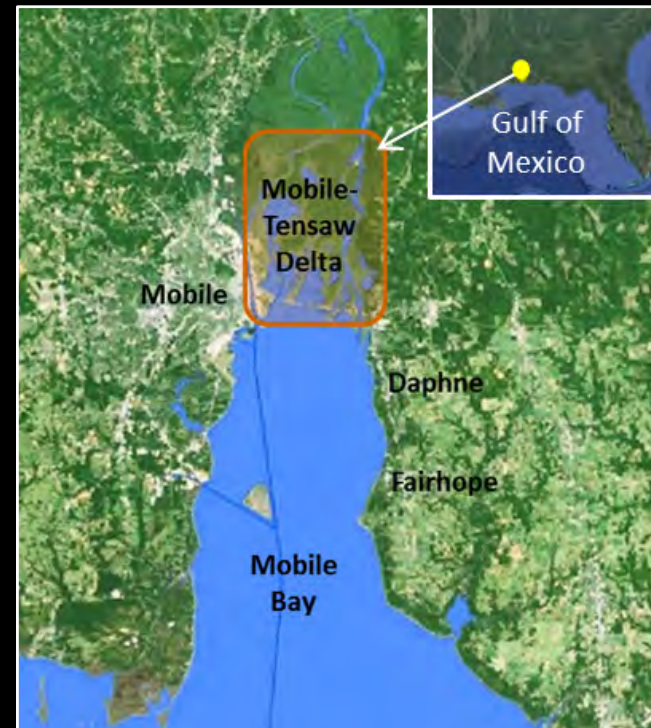 Gulf of
Mexico
Mobile-
Tensaw
Delta
Mobile
Daphne
Fairhope
Mobile
Bay